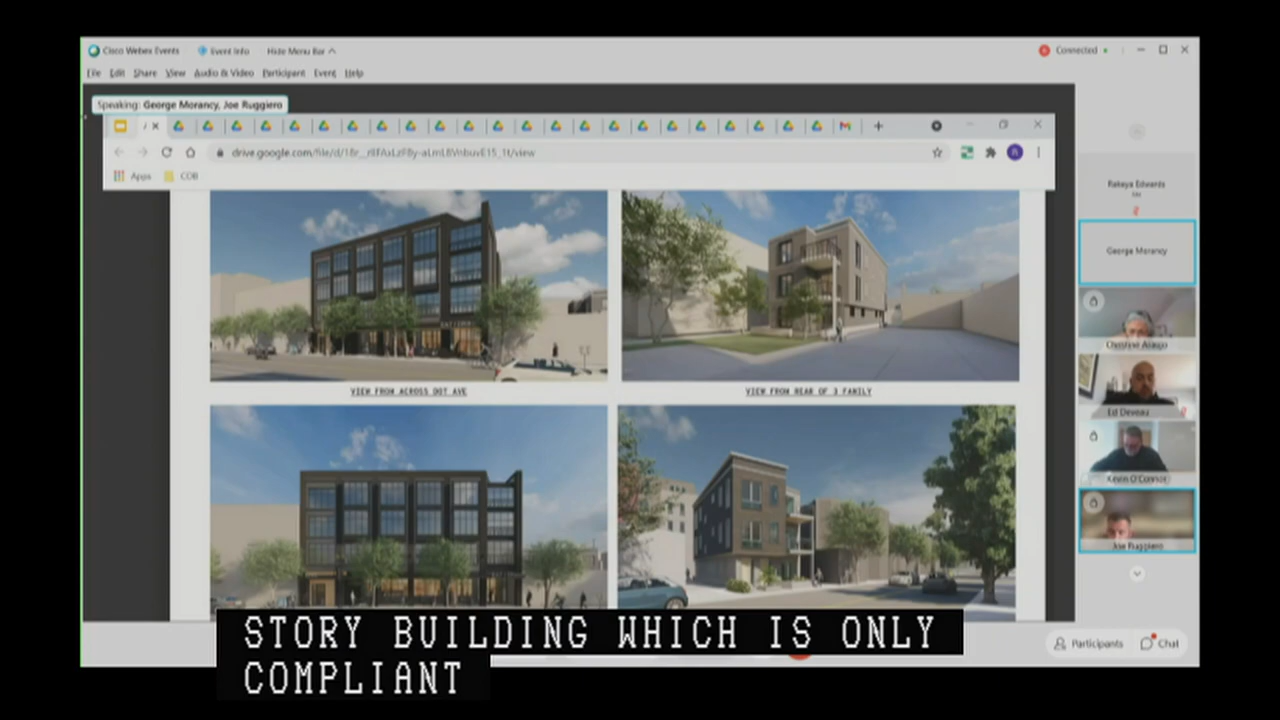 Cisco Webex Events Event Info Hide Menu Bar Connected
File Edit Share View Audio & Video Participant Event Help
Speaking: George Morancy, Joe Ruggiero
Apps COB
Rakeya Edwards
George Morancy
Christine Araujo
Ed Deveau
Kevin O'Connor
Joe Ruggiero
VIEW FROM ACROSS DOT AVE
VIEW FROM REAR OF 3 FAMILY
Participants Chat
STORY BUILDING WHICH IS ONLY
COMPLIANT